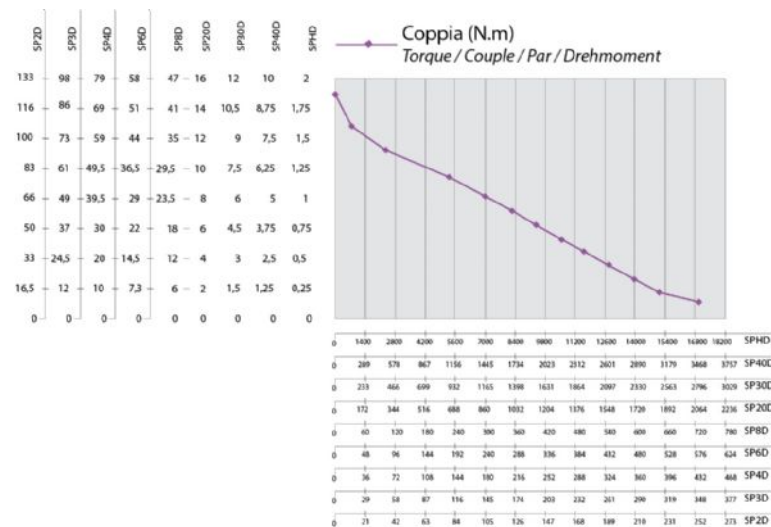 SP2D SP3D SP4D SP6D SP8D SP20D SP30D SP40D SPHD
Coppia (N.m)
Torque / Couple / Par / Drehmoment
133 98 79 58 47 16 12 10 2
116 86 69 51 41 14 10,5 8,75 1,75
100 73 59 44 35 12 9 7,5 1,5
83 61 49,5 36,5 29,5 10 7,5 6,25 1,25
66 49 39,5 29 23,5 8 6 5 1
50 37 30 22 18 6 4,5 3,75 0,75
33 24,5 20 14,5 12 4 3 2,5 0,5
16,5 12 10 7,3 6 2 1,5 1,25 0,25
0 0 0 0 0 0 0 0 0
0 1400 2800 4200 5600 7000 8400 9800 11200 12600 14000 15400 16800 18200 SPHD
0 289 578 867 1156 1445 1734 2023 2312 2601 2890 3179 3468 3757 SP40D
0 233 466 699 932 1165 1398 1631 1864 2097 2330 2563 2796 3029 SP30D
0 172 344 516 688 860 1032 1204 1376 1548 1720 1892 2064 2236 SP20D
0 60 120 180 240 300 360 420 480 540 600 660 720 780 SP8D
0 48 96 144 192 240 288 336 384 432 480 528 576 624 SP6D
0 36 72 108 144 180 216 252 288 324 360 396 432 468 SP4D
0 29 58 87 116 145 174 203 232 261 290 319 348 377 SP3D
0 21 42 63 84 105 126 147 168 189 210 231 252 273 SP2D